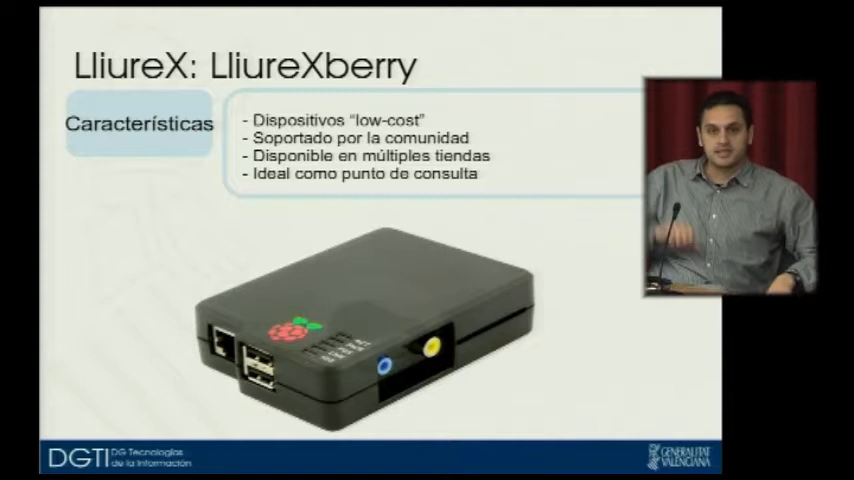 LliureX: LliureXberry
Características
- Dispositivos “low-cost”
- Soportado por la comunidad
- Disponible en múltiples tiendas
- Ideal como punto de consulta
DGTI
DG Tecnologías
de la Información
GENERALITAT
VALENCIANA